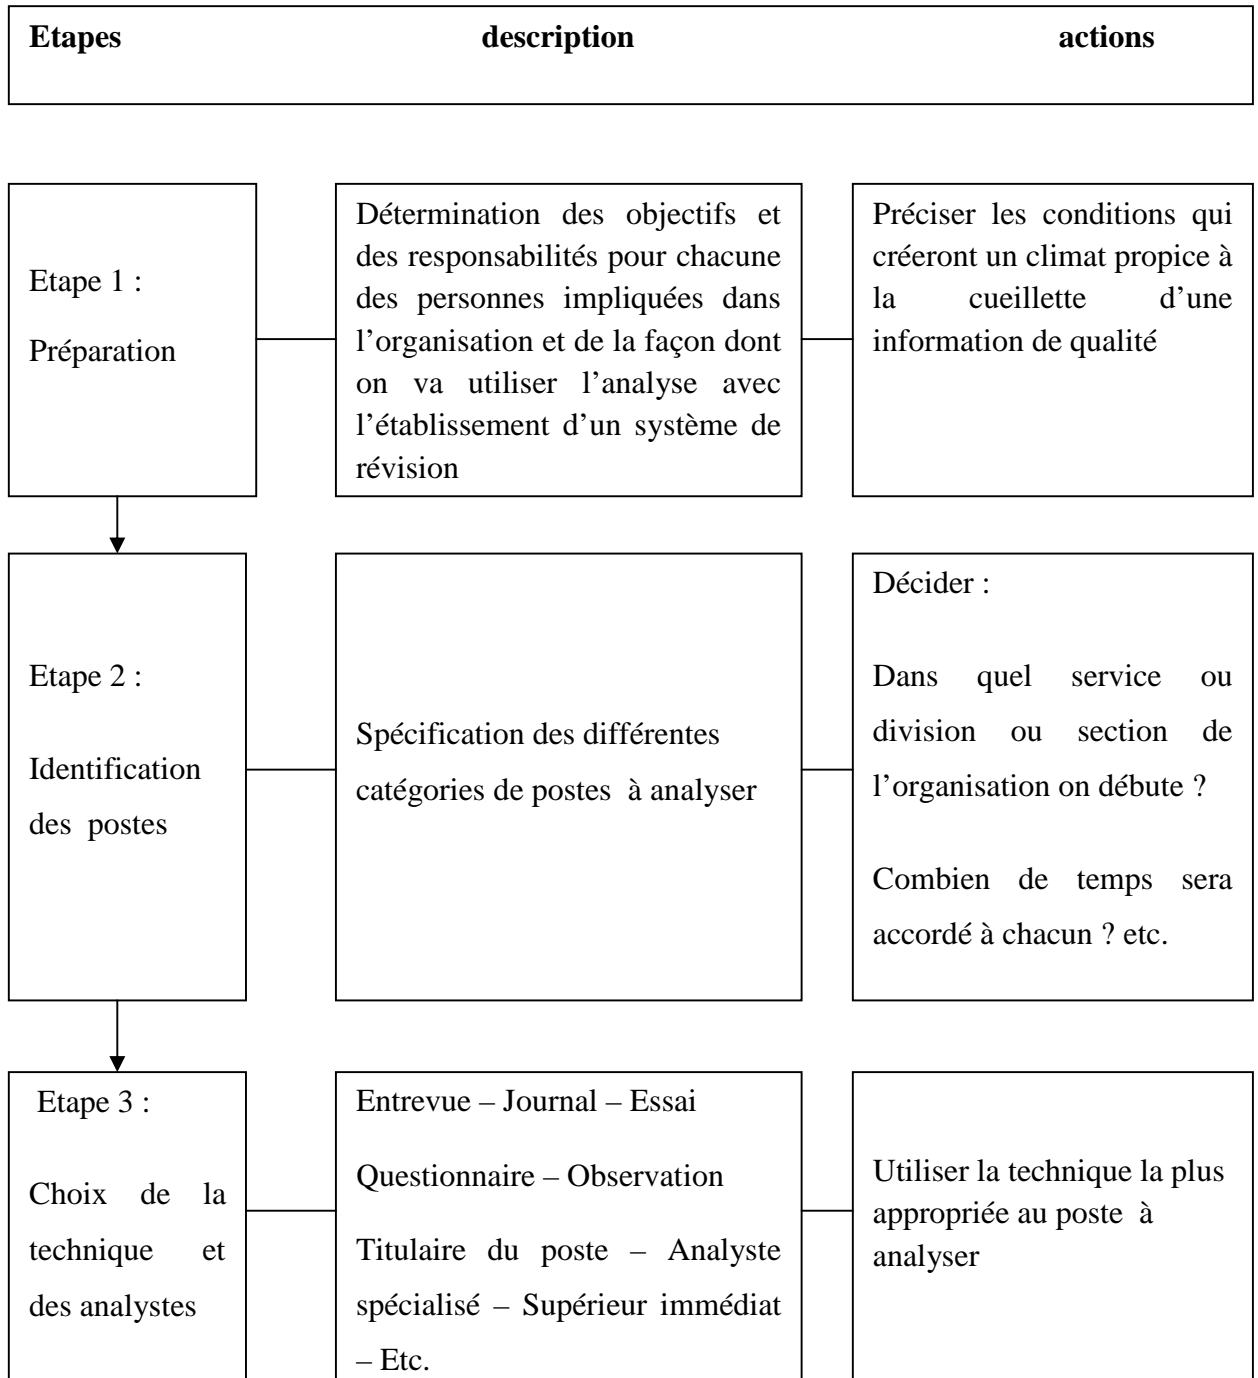 Etapes description actions
Etape 1 :
Préparation
Détermination des objectifs et
des responsabilités pour chacune
des personnes impliquées dans
l’organisation et de la façon dont
on va utiliser l’analyse avec
l’établissement d’un système de
révision
Préciser les conditions qui
créeront un climat propice à
la cueillette d’une
information de qualité
Etape 2 :
Identification
des postes
Spécification des différentes
catégories de postes à analyser
Décider :
Dans quel service ou
division ou section de
l’organisation on débute ?
Combien de temps sera
accordé à chacun ? etc.
Etape 3 :
Choix de la
technique et
des analystes
Entrevue – Journal – Essai
Questionnaire – Observation
Titulaire du poste – Analyste
spécialisé – Supérieur immédiat
– Etc.
Utiliser la technique la plus
appropriée au poste à
analyser